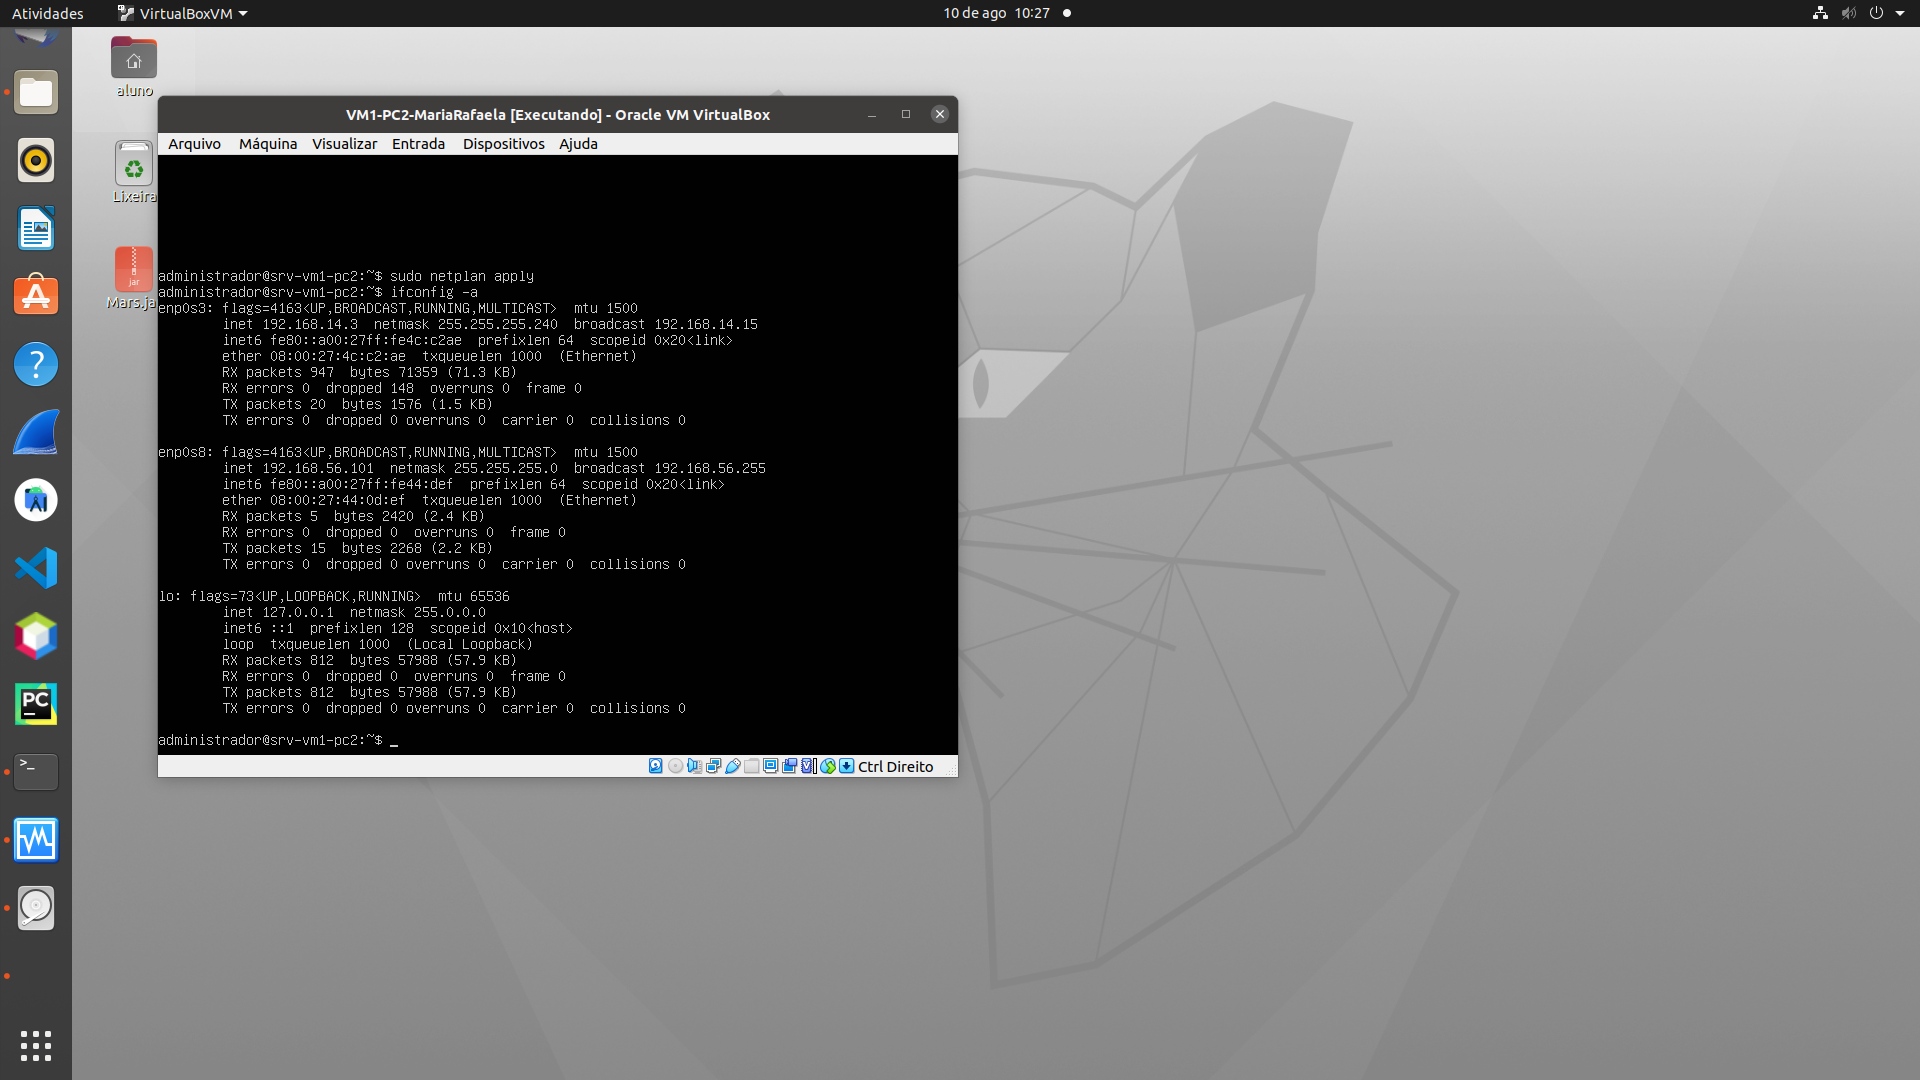 Atividades
VirtualBoxVM
10 de ago 10:27
aluno
Lixeira
jar
Mars.ja
VM1-PC2-MariaRafaela [Executando] - Oracle VM VirtualBox
Arquivo Máquina Visualizar Entrada Dispositivos Ajuda
administrador@srv-vm1-pc2:~$ sudo netplan apply
administrador@srv-vm1-pc2:~$ ifconfig -a
enp0s3: flags=4163<UP,BROADCAST,RUNNING,MULTICAST>  mtu 1500
        inet 192.168.14.3  netmask 255.255.255.240  broadcast 192.168.14.15
        inet6 fe80::a00:27ff:fe4c:c2ae  prefixlen 64  scopeid 0x20<link>
        ether 08:00:27:4c:c2:ae  txqueuelen 1000  (Ethernet)
        RX packets 947  bytes 71359 (71.3 KB)
        RX errors 0  dropped 148  overruns 0  frame 0
        TX packets 20  bytes 1576 (1.5 KB)
        TX errors 0  dropped 0 overruns 0  carrier 0  collisions 0
enp0s8: flags=4163<UP,BROADCAST,RUNNING,MULTICAST>  mtu 1500
        inet 192.168.56.101  netmask 255.255.255.0  broadcast 192.168.56.255
        inet6 fe80::a00:27ff:fe44:def  prefixlen 64  scopeid 0x20<link>
        ether 08:00:27:44:0d:ef  txqueuelen 1000  (Ethernet)
        RX packets 5  bytes 2420 (2.4 KB)
        RX errors 0  dropped 0  overruns 0  frame 0
        TX packets 15  bytes 2268 (2.2 KB)
        TX errors 0  dropped 0 overruns 0  carrier 0  collisions 0
lo: flags=73<UP,LOOPBACK,RUNNING>  mtu 65536
        inet 127.0.0.1  netmask 255.0.0.0
        inet6 ::1  prefixlen 128  scopeid 0x10<host>
        loop  txqueuelen 1000  (Local Loopback)
        RX packets 812  bytes 57988 (57.9 KB)
        RX errors 0  dropped 0  overruns 0  frame 0
        TX packets 812  bytes 57988 (57.9 KB)
        TX errors 0  dropped 0 overruns 0  carrier 0  collisions 0
administrador@srv-vm1-pc2:~$ _
Ctrl Direito
PC
>_